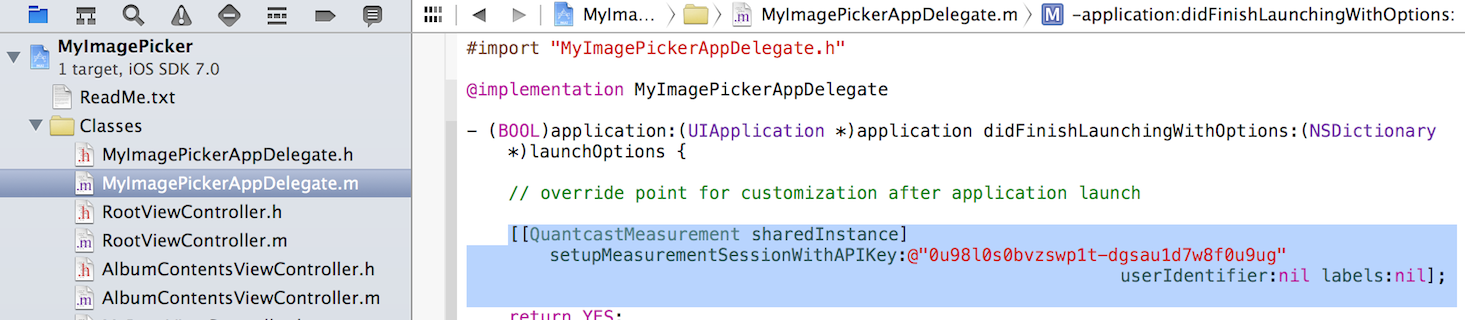 MyIma... MyImagePickerAppDelegate.m M -application:didFinishLaunchingWithOptions:
MyImagePicker
1 target, iOS SDK 7.0
ReadMe.txt
Classes
h MyImagePickerAppDelegate.h
m MyImagePickerAppDelegate.m
h RootViewController.h
m RootViewController.m
h AlbumContentsViewController.h
m AlbumContentsViewController.m
#import "MyImagePickerAppDelegate.h"
@implementation MyImagePickerAppDelegate
- (BOOL)application:(UIApplication *)application didFinishLaunchingWithOptions:(NSDictionary
*)launchOptions {
// override point for customization after application launch
[[QuantcastMeasurement sharedInstance]
setupMeasurementSessionWithAPIKey:@"0u98l0s0bvzswp1t-dgsau1d7w8f0u9ug"
userIdentifier:nil labels:nil];
return YES;